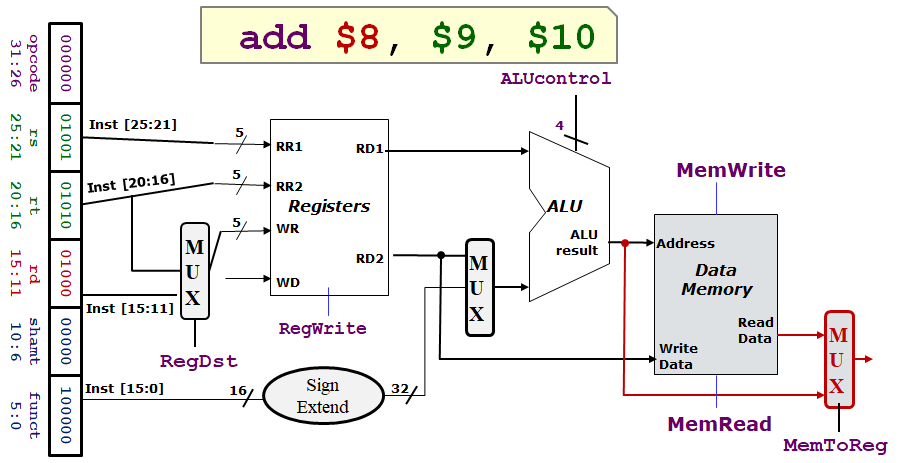 add $8, $9, $10
opcode
31:26
000000
rs
25:21
01001
rt
20:16
01010
rd
15:11
01000
shamt
10:6
00000
funct
5:0
100000
Inst [25:21]
5
RR1
Inst [20:16]
5
RR2
Registers
5
WR
WD
RD1
RD2
RegWrite
MUX
Inst [15:11]
RegDst
Inst [15:0]
16
Sign
Extend
32
MUX
ALUcontrol
4
ALU
ALU
result
MemWrite
Address
Data
Memory
Read
Data
Write
Data
MemRead
MUX
MemToReg